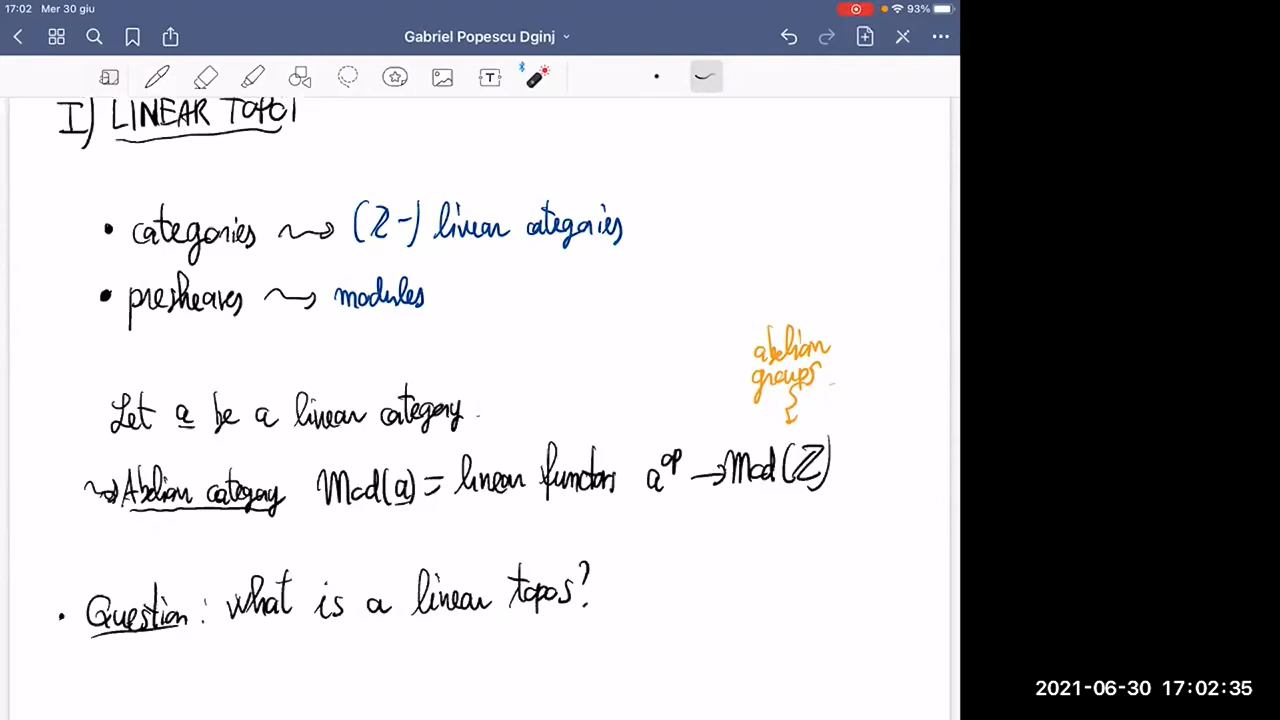 17:02 Mer 30 giu
93%
Gabriel Popescu Dginj
I) LINEAR TOPOI
• categories ⇝ (ℤ-) linear categories
• presheaves ⇝ modules
abelian
groups
Let a be a linear category.
⇝ Abelian category Mod(a) = linear functors a^op → Mod(ℤ)
• Question: What is a linear topos?
2021-06-30 17:02:35